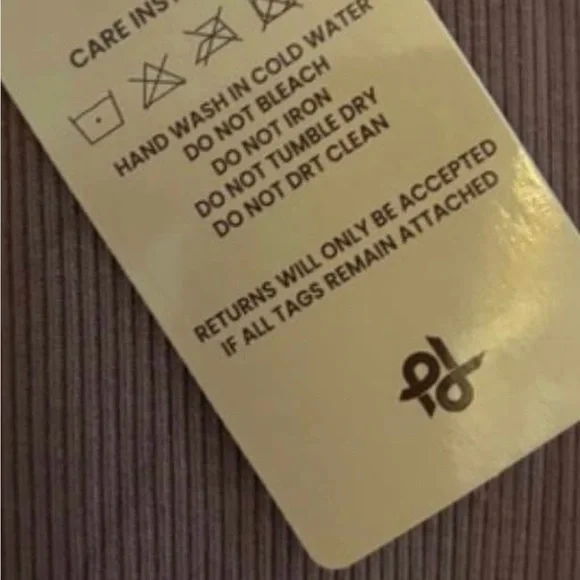 CARE INST
HAND WASH IN COLD WATER
DO NOT BLEACH
DO NOT IRON
DO NOT TUMBLE DRY
DO NOT DRT CLEAN
RETURNS WILL ONLY BE ACCEPTED
IF ALL TAGS REMAIN ATTACHED